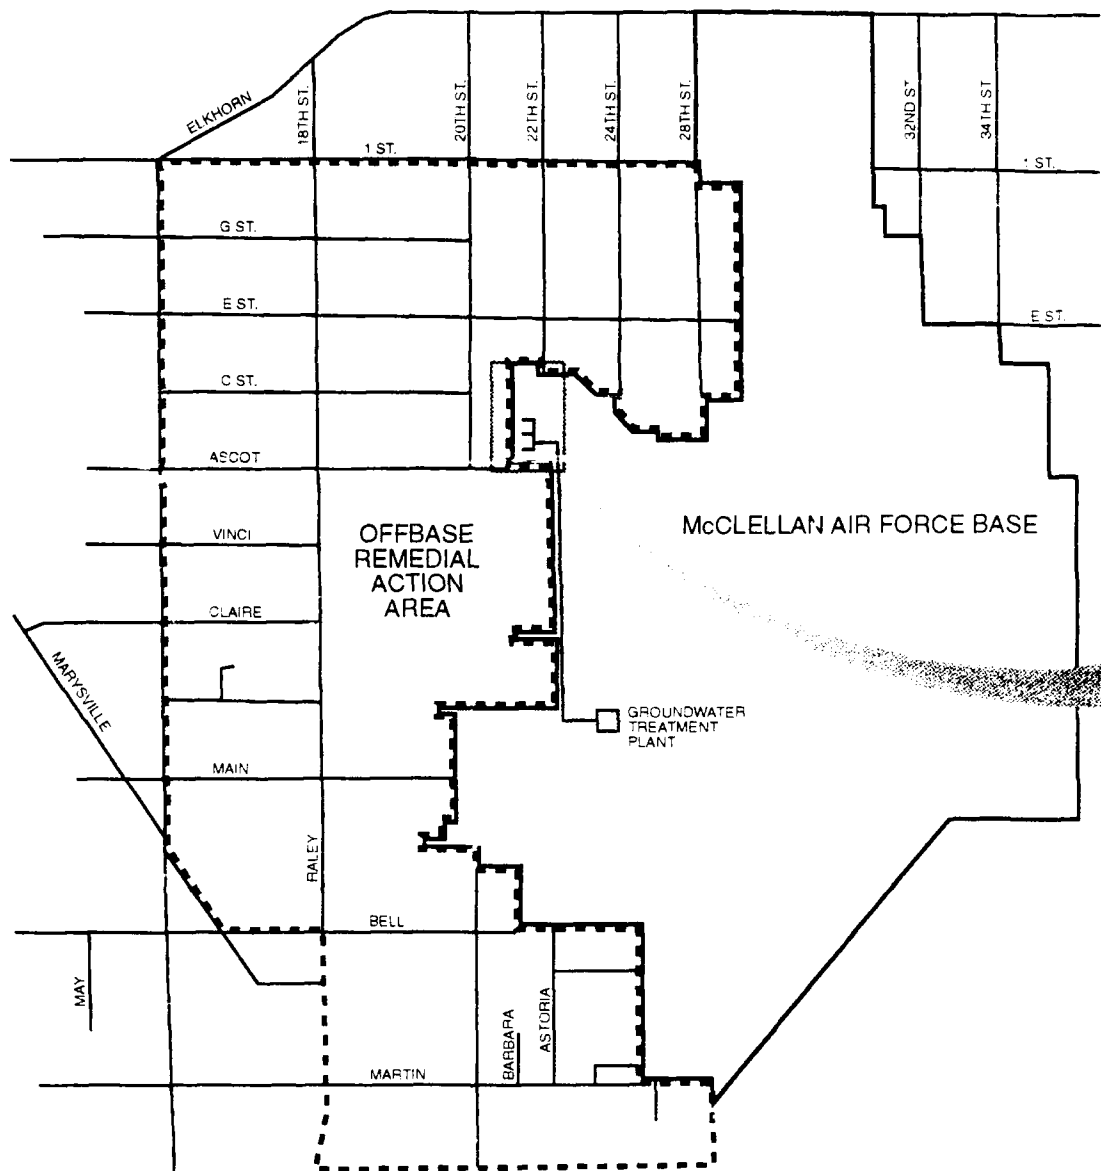 ELKHORN
18TH ST.
20TH ST.
22TH ST.
24TH ST.
28TH ST.
32ND ST
34TH ST.
1 ST.
1 ST.
G ST.
E ST.
E ST.
C ST.
ASCOT
VINCI
OFFBASE
REMEDIAL
ACTION
AREA
McCLELLAN AIR FORCE BASE
CLAIRE
MARYSVILLE
GROUNDWATER
TREATMENT
PLANT
MAIN
RALEY
BELL
MAY
BARBARA
ASTORIA
MARTIN